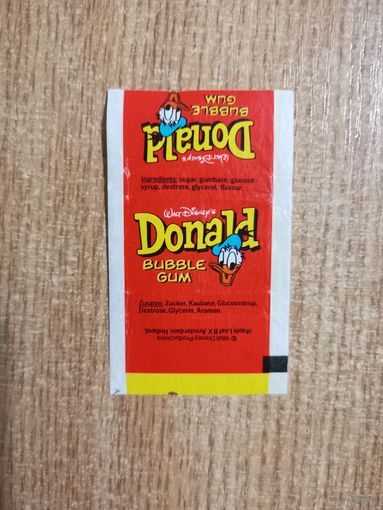 BUBBLE
GUM
Donald
Walt Disney's
Ingredients: sugar, gumbase, glucose
syrup, dextrose, glycerol, flavour.
Walt Disney's
Donald
BUBBLE
GUM
Zutaten: Zucker, Kaubase, Glucosesirup,
Dextrose, Glycerin, Aromen.
© Walt Disney Productions
Maple Leaf B.V. Amsterdam, Holland.